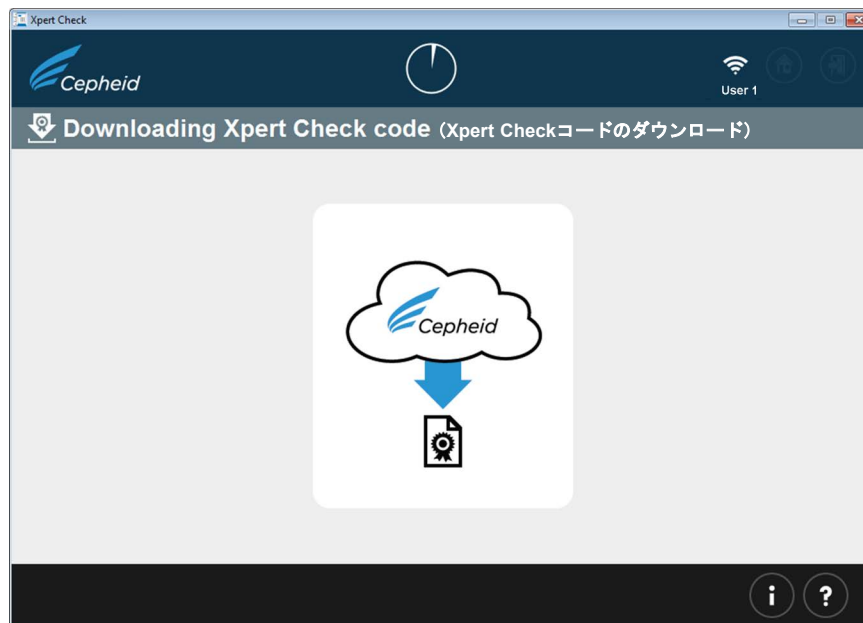 Xpert Check
Cepheid
User 1
Downloading Xpert Check code (Xpert Checkコードのダウンロード)
Cepheid
i ?